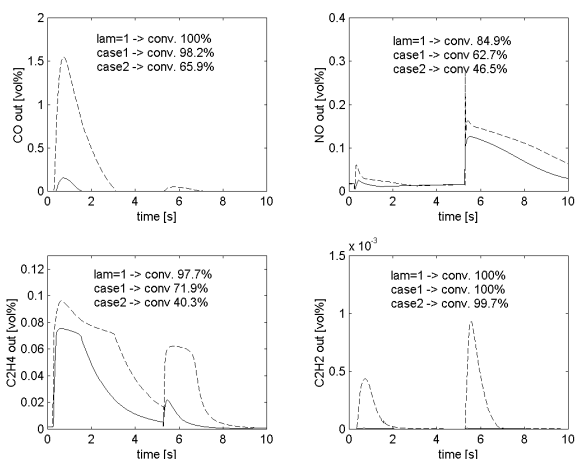 2
1.5
1
0.5
0
CO out [vol%]
lam=1 -> conv. 100%
case1 -> conv. 98.2%
case2 -> conv. 65.9%
0 2 4 6 8 10
time [s]
0.4
0.3
0.2
0.1
0
NO out [vol%]
lam=1 -> conv. 84.9%
case1 -> conv. 62.7%
case2 -> conv 46.5%
0 2 4 6 8 10
time [s]
0.12
0.1
0.08
0.06
0.04
0.02
0
C2H4 out [vol%]
lam=1 -> conv. 97.7%
case1 -> conv 71.9%
case2 -> conv 40.3%
0 2 4 6 8 10
time [s]
x 10-3
1.5
1
0.5
0
C2H2 out [vol%]
lam=1 -> conv. 100%
case1 -> conv. 100%
case2 -> conv. 99.7%
0 2 4 6 8 10
time [s]